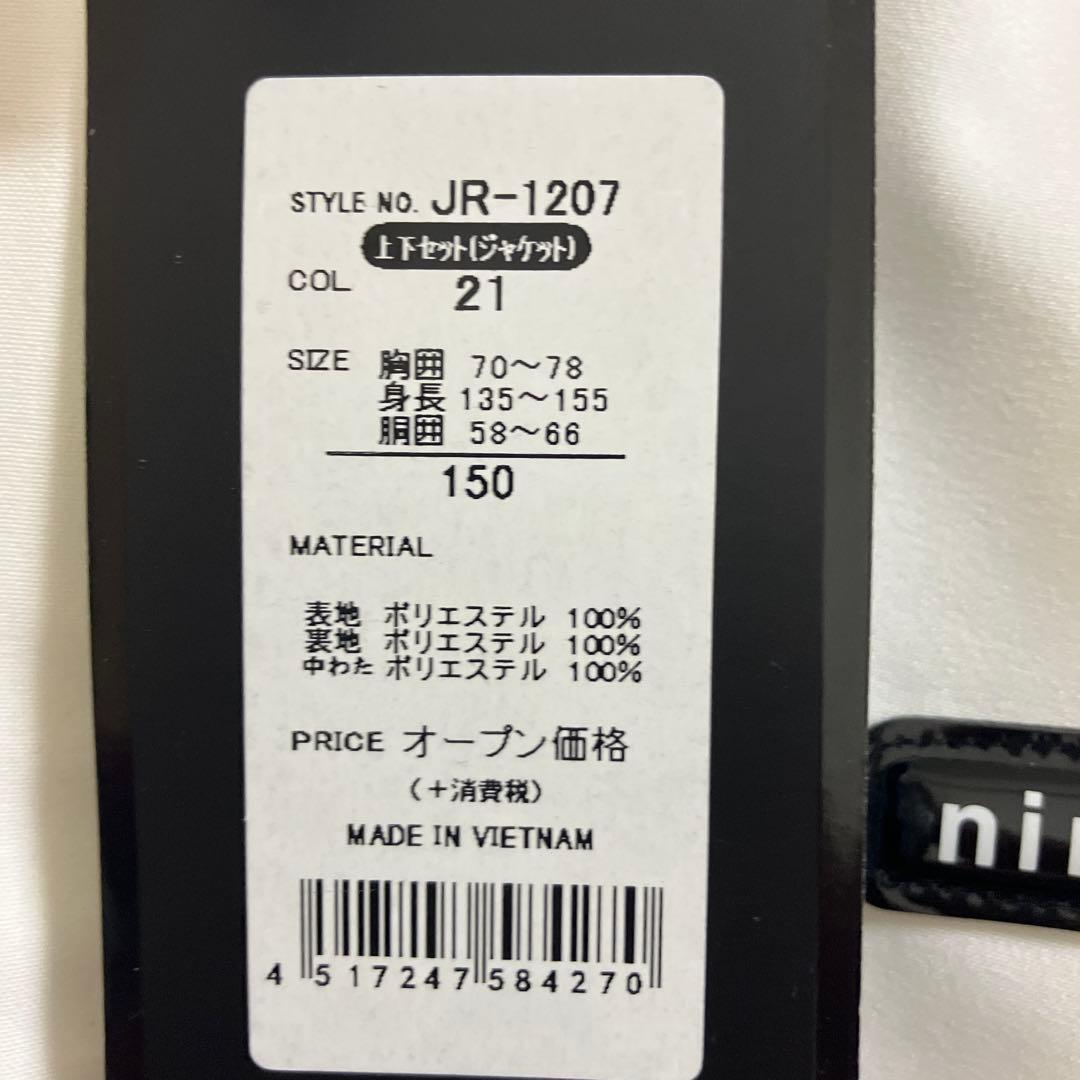 STYLE NO. JR-1207
上下セット(ジャケット)
COL 21
SIZE 胸囲 70～78
身長 135～155
胴囲 58～66
150
MATERIAL
表地 ポリエステル 100%
裏地 ポリエステル 100%
中わた ポリエステル 100%
PRICE オープン価格
(+消費税)
MADE IN VIETNAM
4 517247 584270